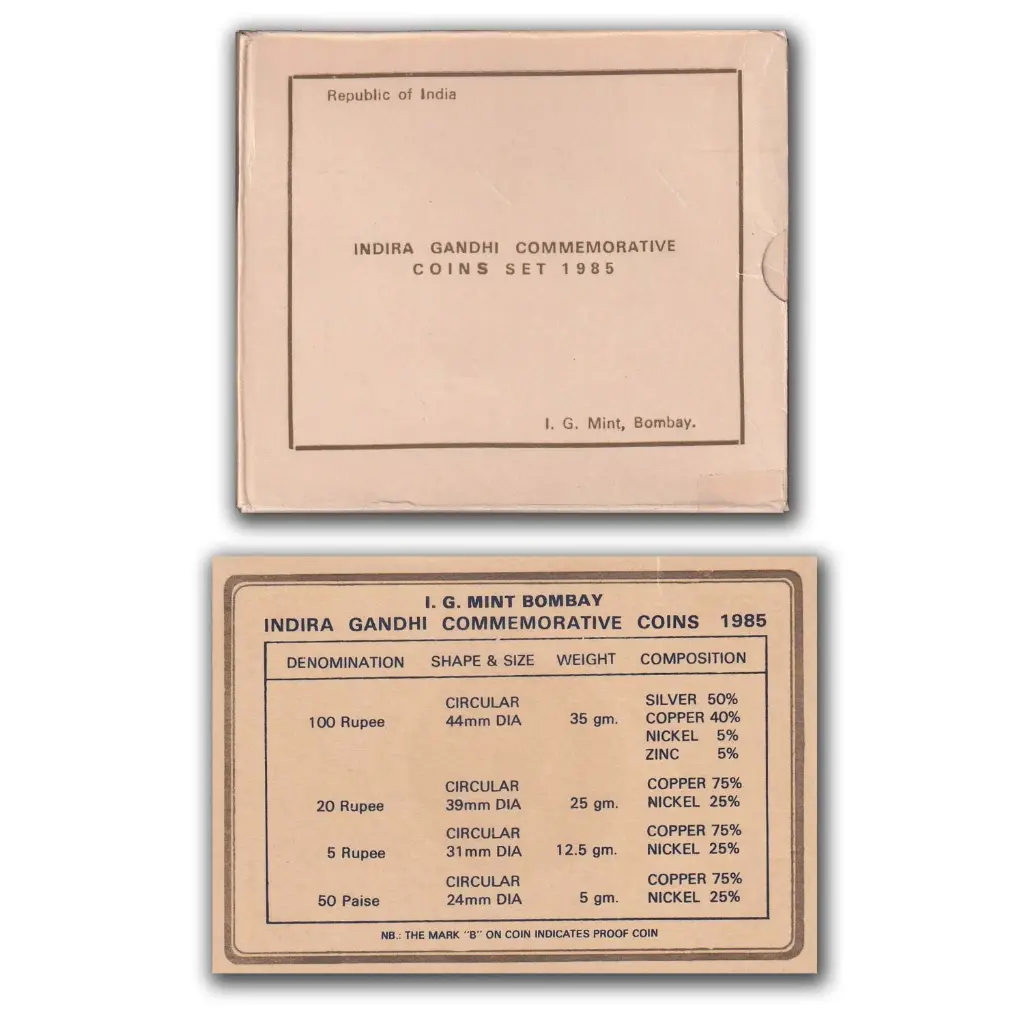 Republic of India
INDIRA GANDHI COMMEMORATIVE
COINS SET 1985
I. G. Mint, Bombay.
I. G. MINT BOMBAY
INDIRA GANDHI COMMEMORATIVE COINS 1985
DENOMINATION SHAPE & SIZE WEIGHT COMPOSITION
100 Rupee CIRCULAR 44mm DIA 35 gm. SILVER 50%
COPPER 40%
NICKEL 5%
ZINC 5%
20 Rupee CIRCULAR 39mm DIA 25 gm. COPPER 75%
NICKEL 25%
5 Rupee CIRCULAR 31mm DIA 12.5 gm. COPPER 75%
NICKEL 25%
50 Paise CIRCULAR 24mm DIA 5 gm. COPPER 75%
NICKEL 25%
NB.: THE MARK "B" ON COIN INDICATES PROOF COIN